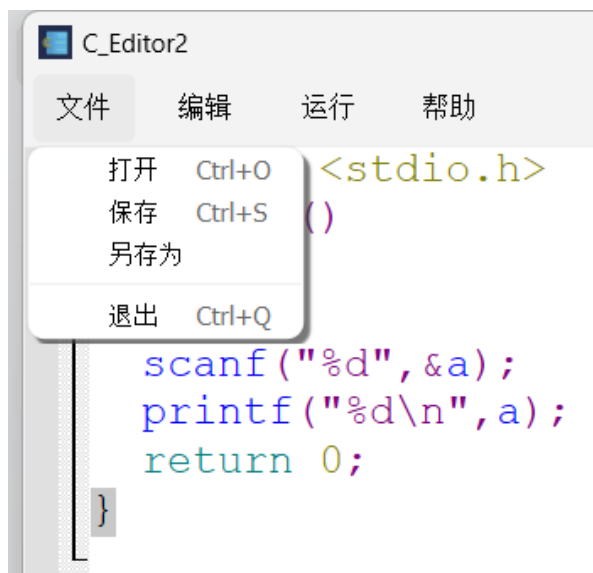 C_Editor2
文件 编辑 运行 帮助
打开 Ctrl+O <stdio.h>
保存 Ctrl+S ()
另存为
退出 Ctrl+Q
scanf("%d",&a);
printf("%d\n",a);
return 0;
}